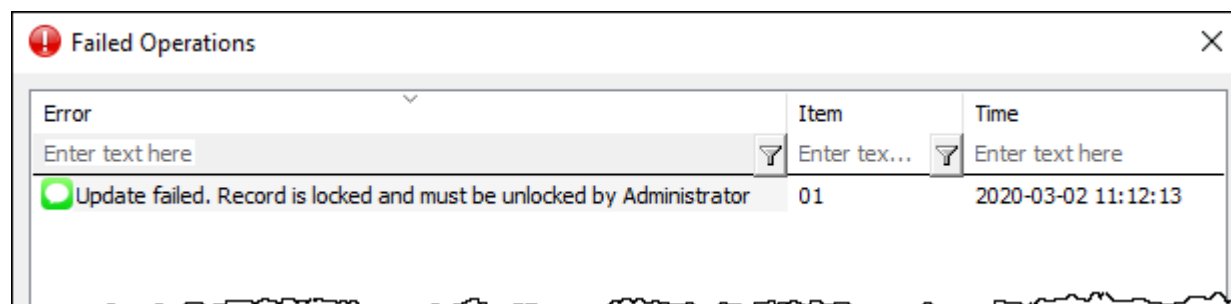 Failed Operations
Error Item Time
Enter text here Enter tex... Enter text here
Update failed. Record is locked and must be unlocked by Administrator 01 2020-03-02 11:12:13